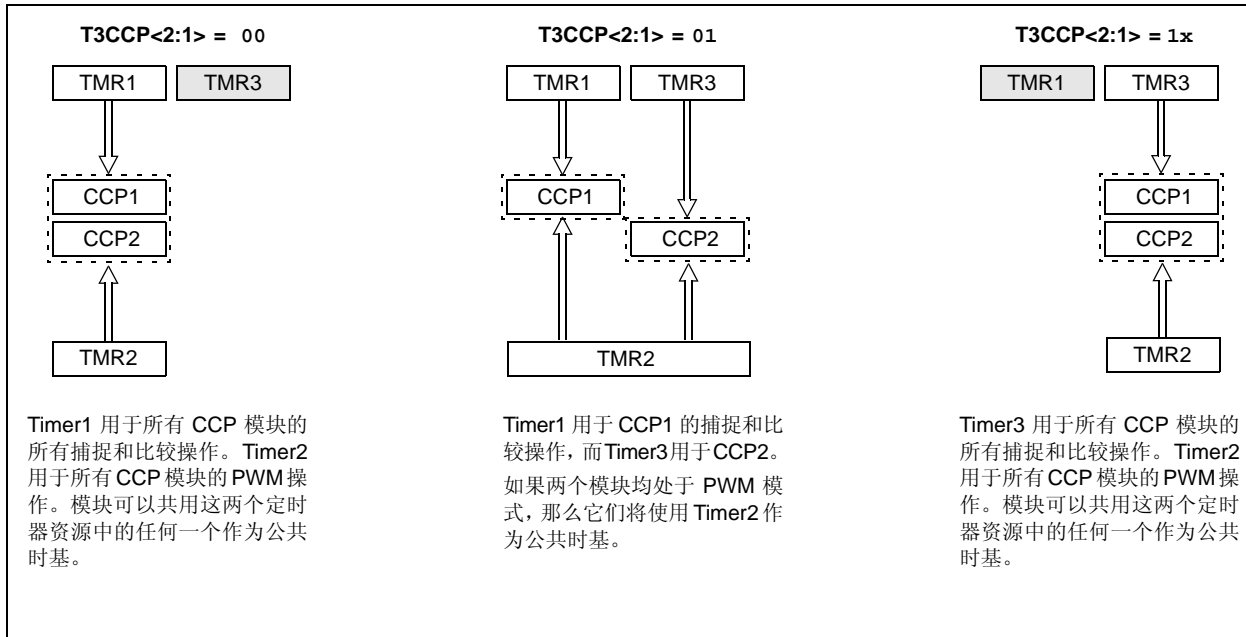 T3CCP<2:1> = 00
TMR1
TMR3
CCP1
CCP2
TMR2
Timer1 用于所有 CCP 模块的
所有捕捉和比较操作。Timer2
用于所有 CCP 模块的 PWM 操
作。模块可以共用这两个定时
器资源中的任何一个作为公共
时基。
T3CCP<2:1> = 01
TMR1
TMR3
CCP1
CCP2
TMR2
Timer1 用于 CCP1 的捕捉和比
较操作，而Timer3用于CCP2。
如果两个模块均处于 PWM 模
式，那么它们将使用 Timer2 作
为公共时基。
T3CCP<2:1> = 1x
TMR1
TMR3
CCP1
CCP2
TMR2
Timer3 用于所有 CCP 模块的
所有捕捉和比较操作。Timer2
用于所有 CCP 模块的 PWM 操
作。模块可以共用这两个定时
器资源中的任何一个作为公共
时基。